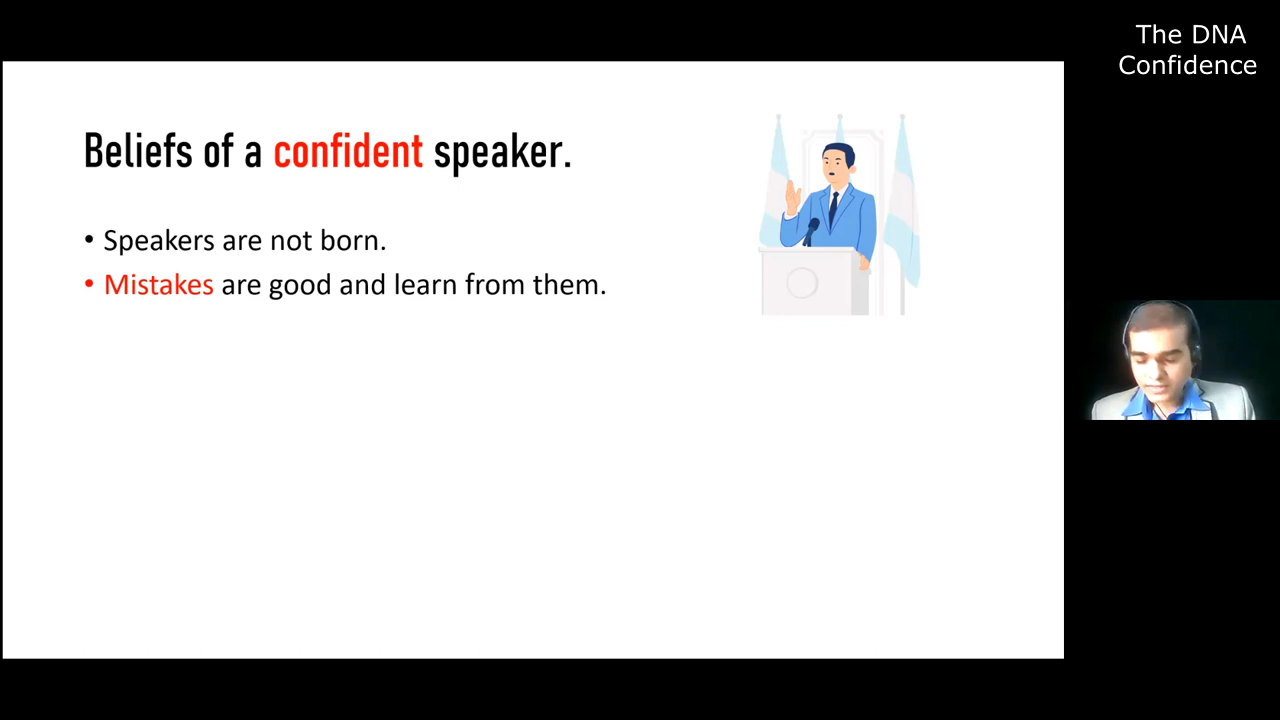 The DNA
Confidence
Beliefs of a confident speaker.
• Speakers are not born.
• Mistakes are good and learn from them.